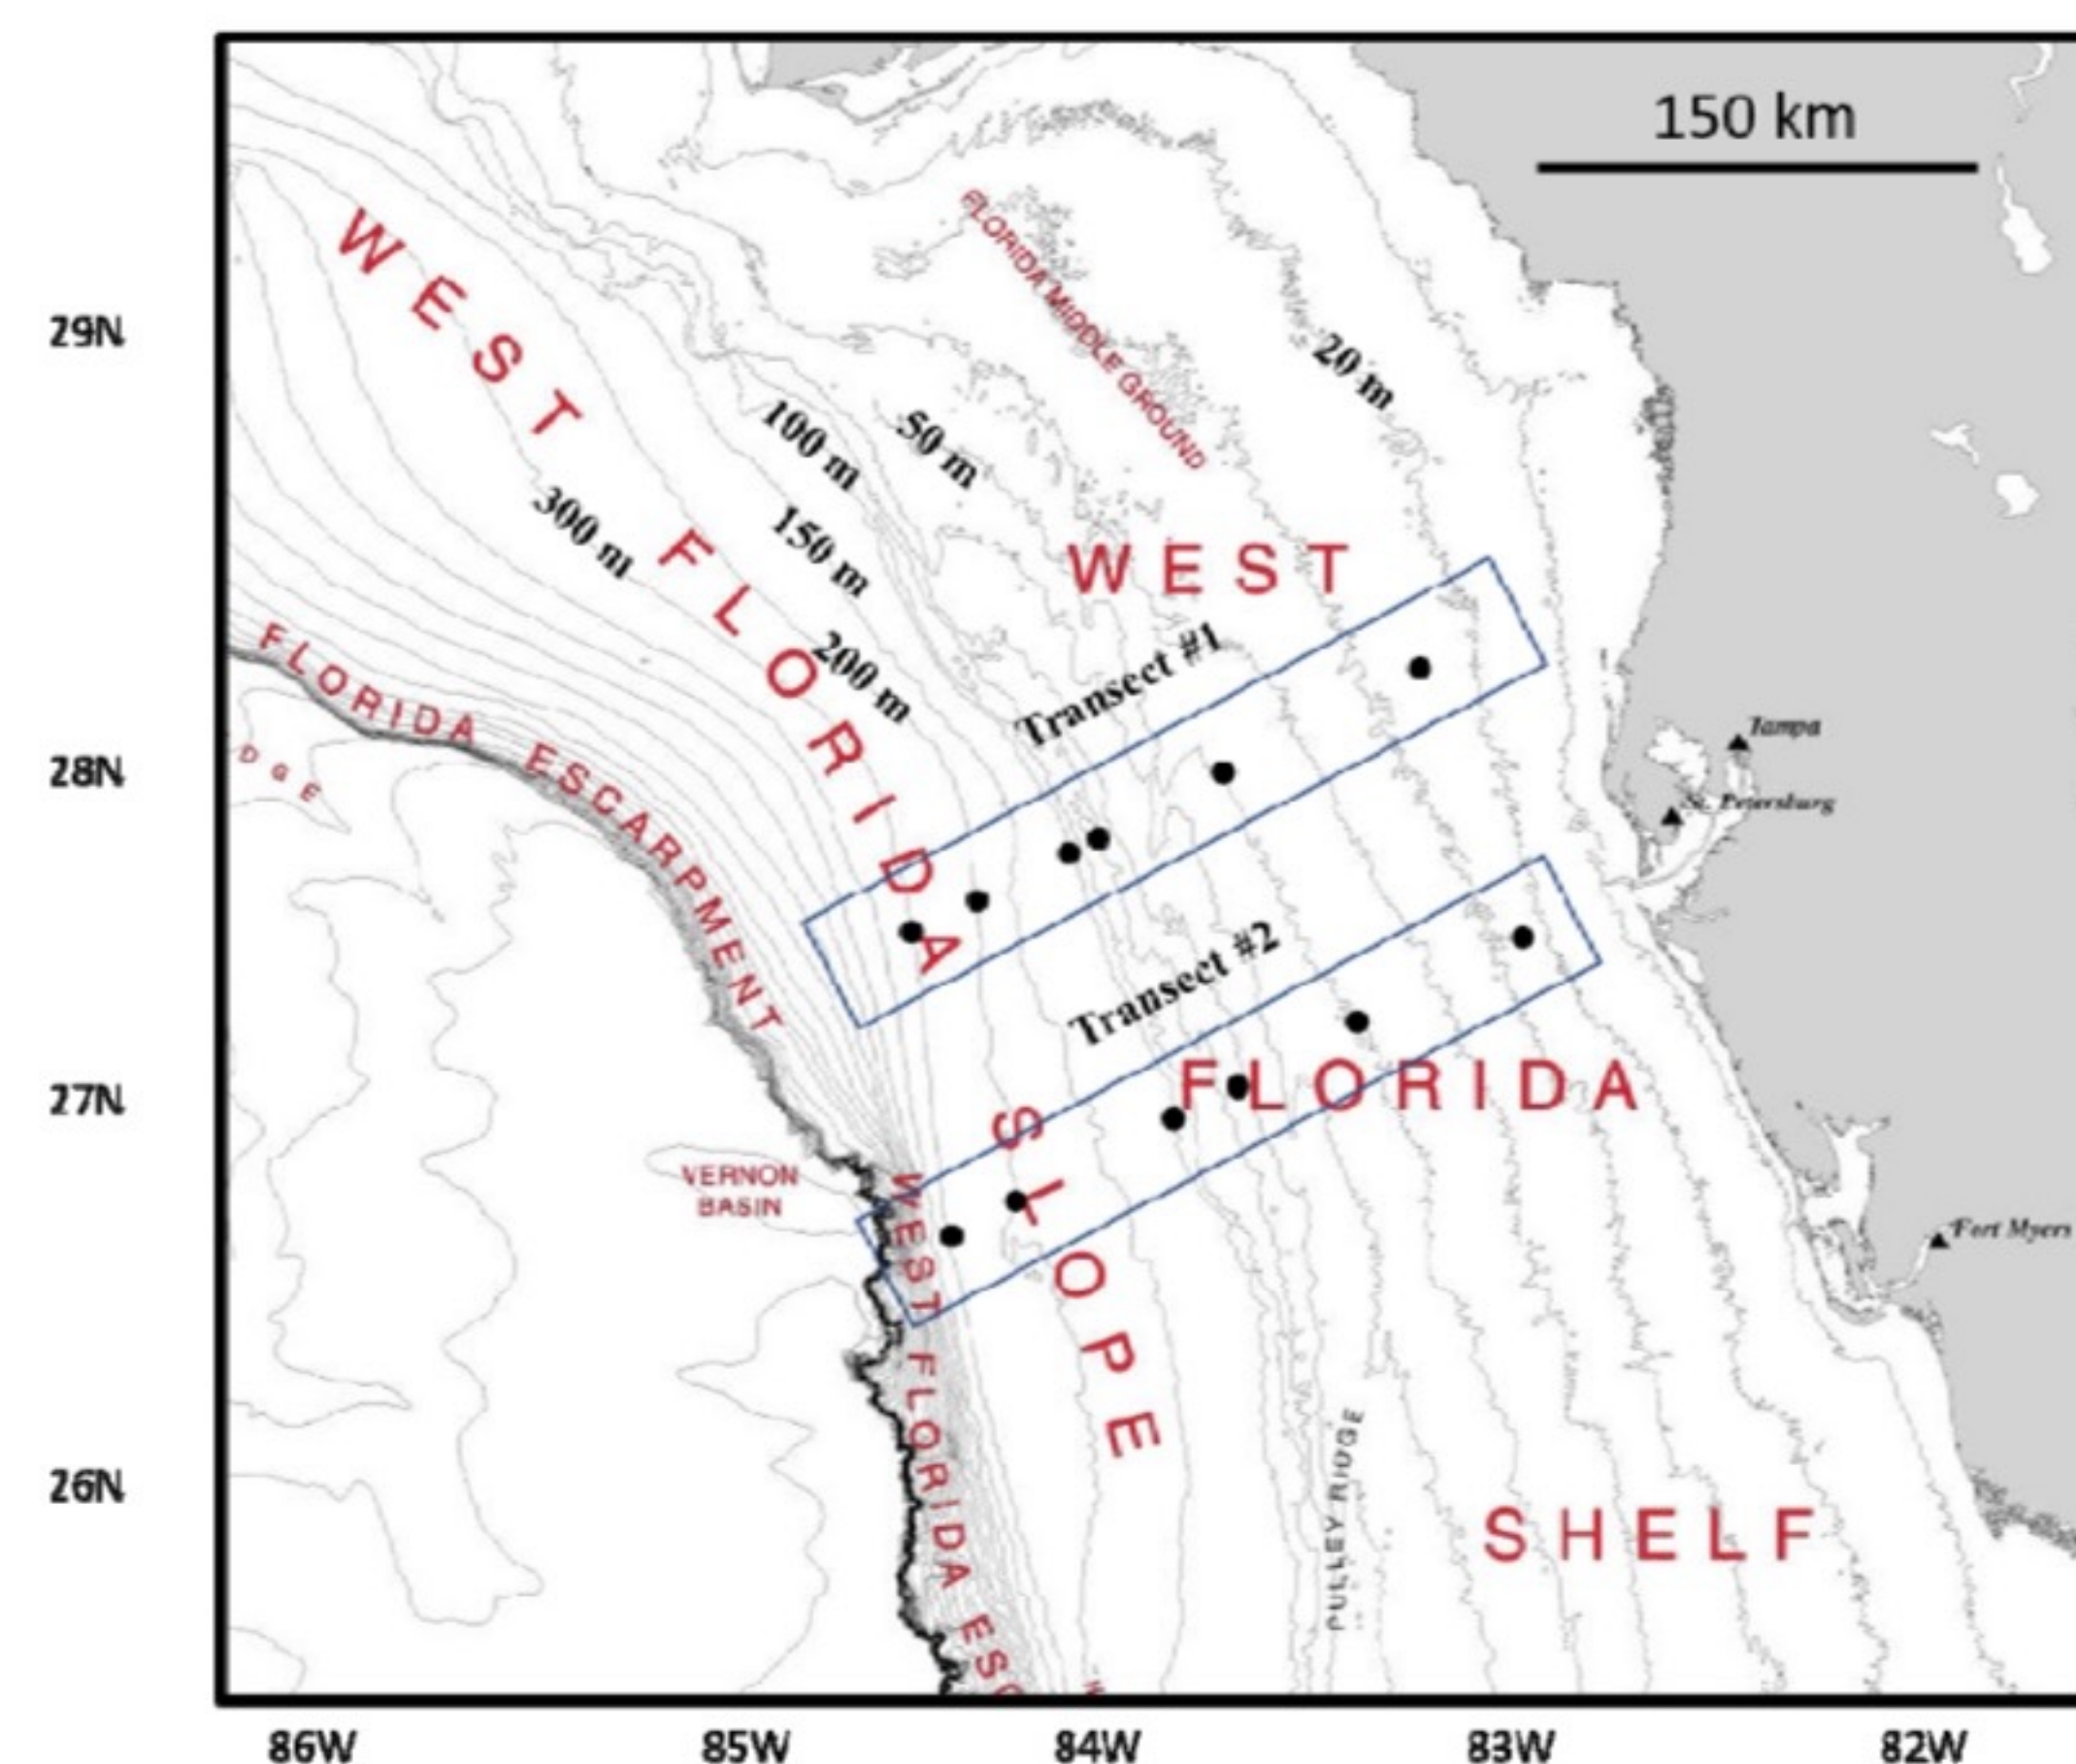 150 km
29N
28N
27N
26N
86W
85W
84W
83W
82W
WEST
FLORIDA
SLOPE
FLORIDA MIDDLE GROUND
20 m
50 m
100 m
150 m
200 m
300 m
WEST
FLORIDA
SHELF
Transect #1
Transect #2
FLORIDA ESCARPMENT
DGE
Tampa
St. Petersburg
VERNON
BASIN
WEST FLORIDA ESC
Fort Myers
PULLEY RIDGE